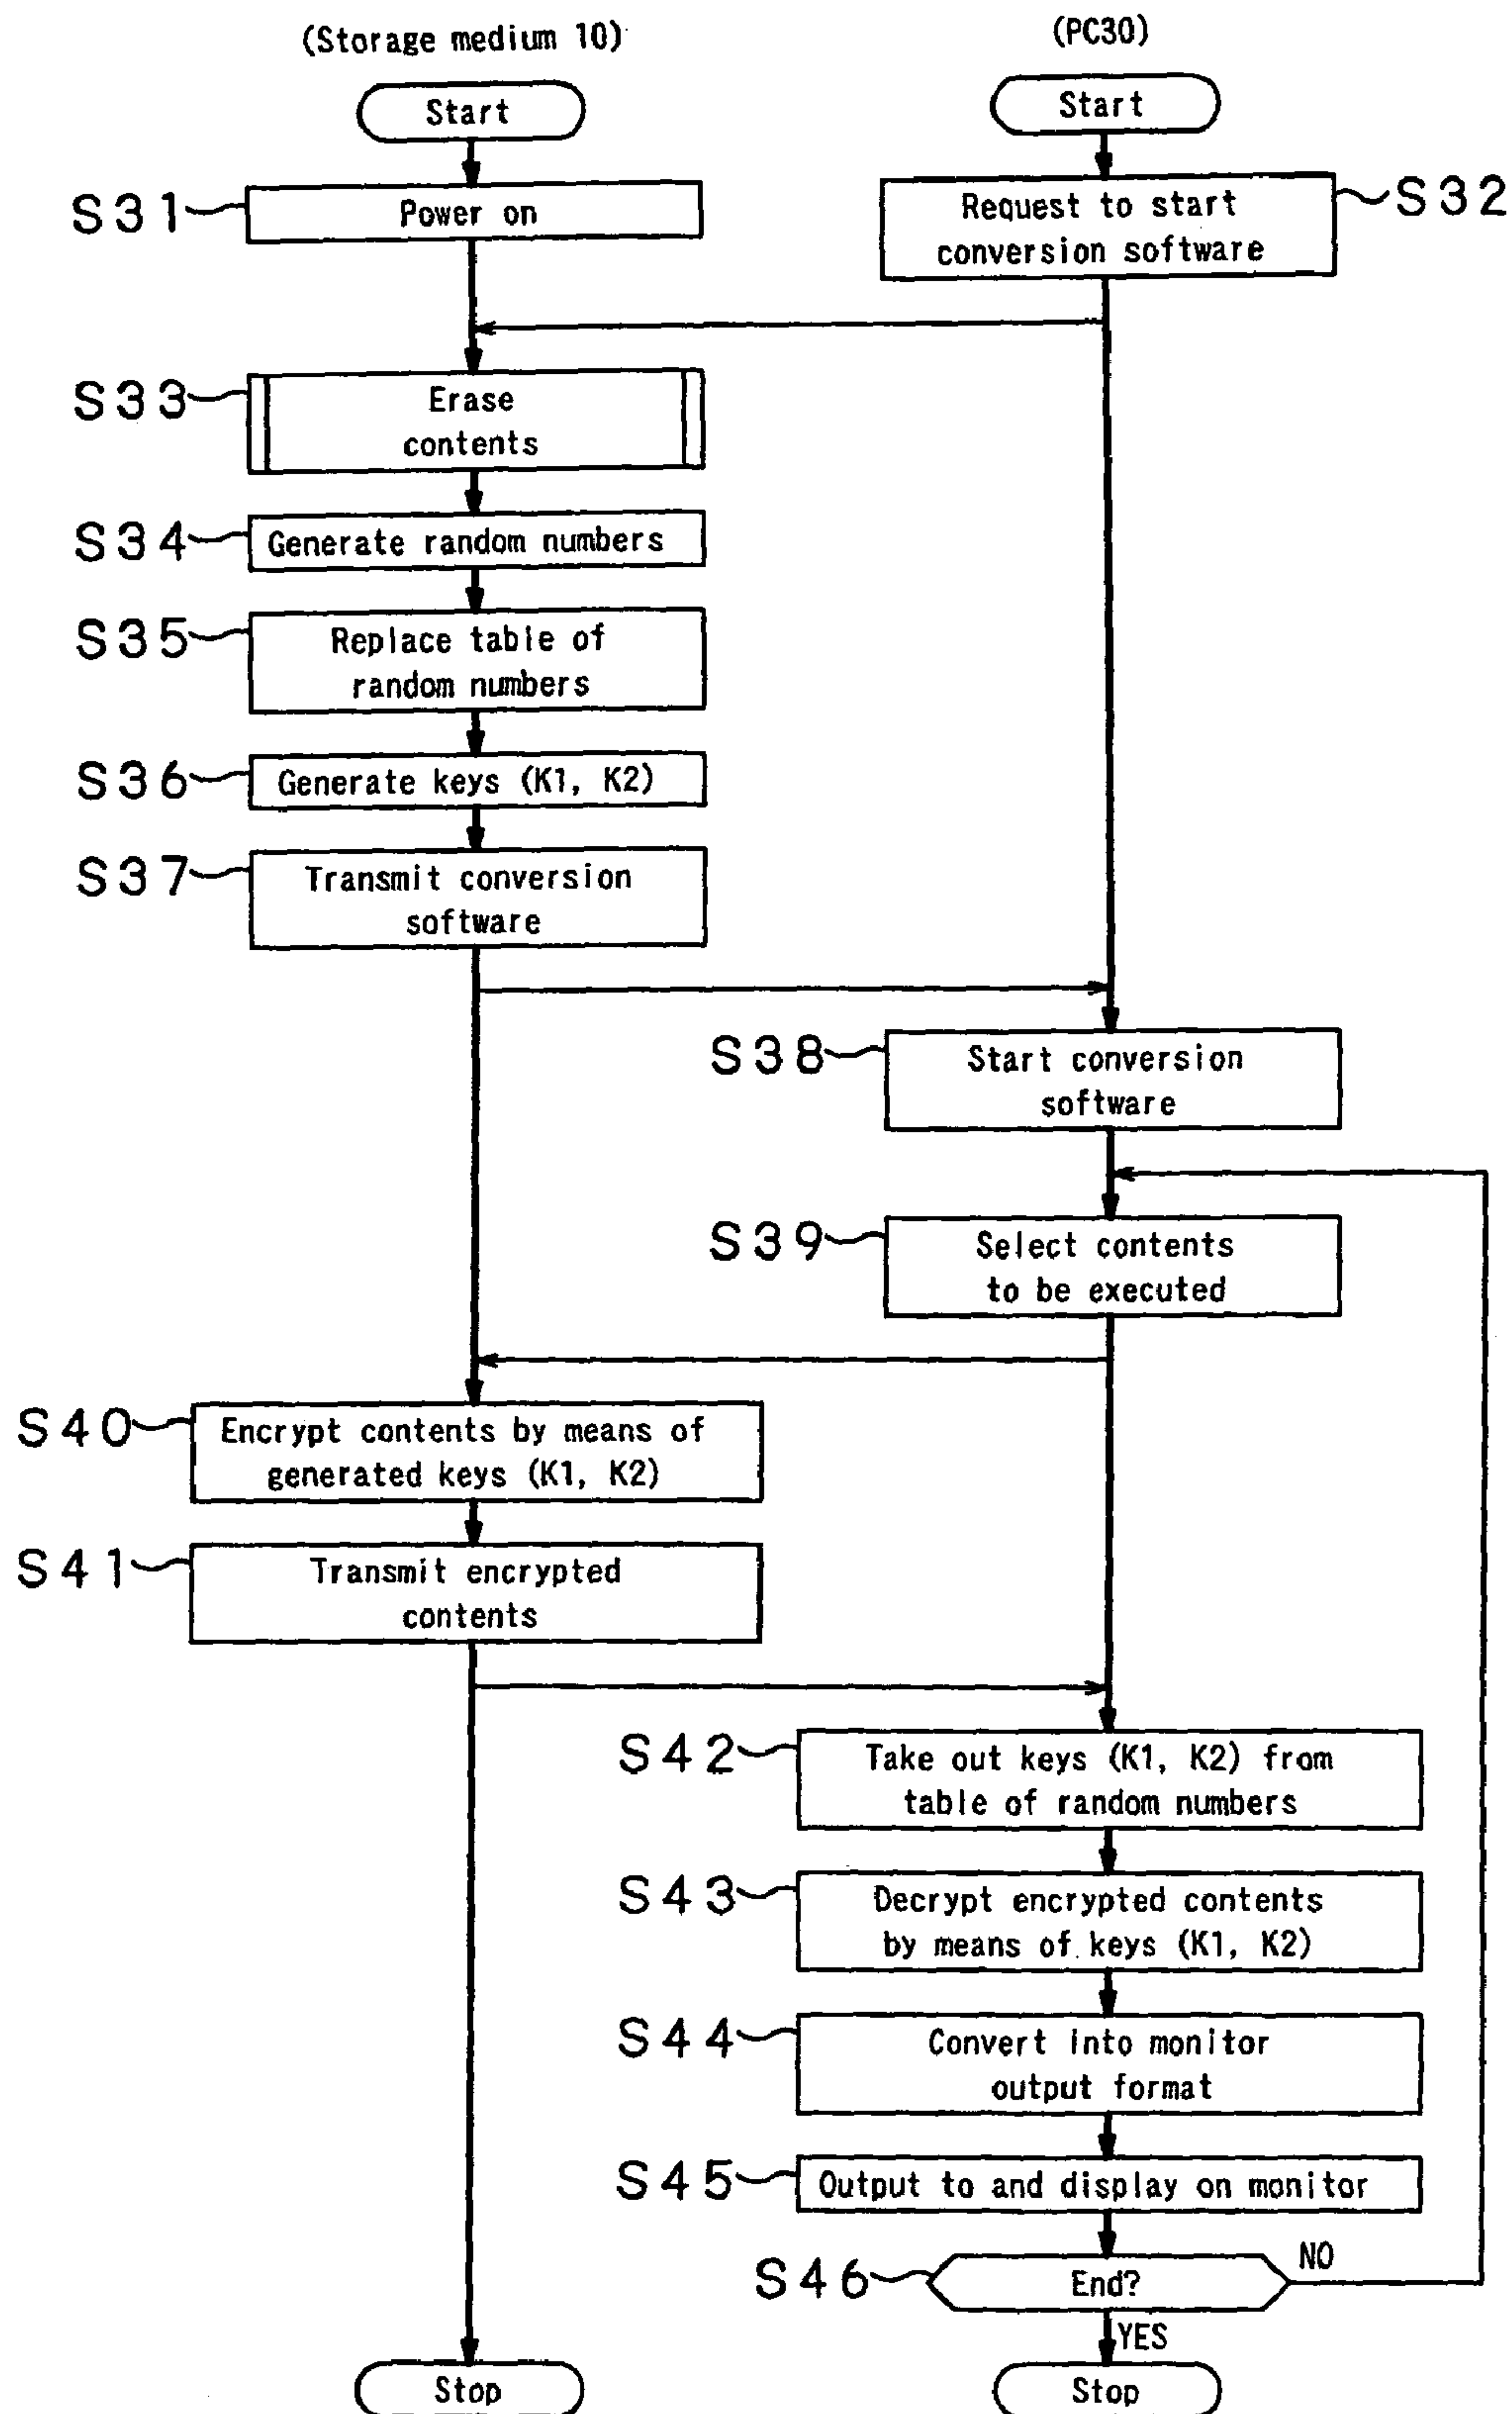 (Storage medium 10)
(PC30)
Start
Start
S31
Power on
Request to start
conversion software
S32
S33
Erase
contents
S34
Generate random numbers
S35
Replace table of
random numbers
S36
Generate keys (K1, K2)
S37
Transmit conversion
software
S38
Start conversion
software
S39
Select contents
to be executed
S40
Encrypt contents by means of
generated keys (K1, K2)
S41
Transmit encrypted
contents
S42
Take out keys (K1, K2) from
table of random numbers
S43
Decrypt encrypted contents
by means of keys (K1, K2)
S44
Convert into monitor
output format
S45
Output to and display on monitor
S46
End?
NO
YES
Stop
Stop